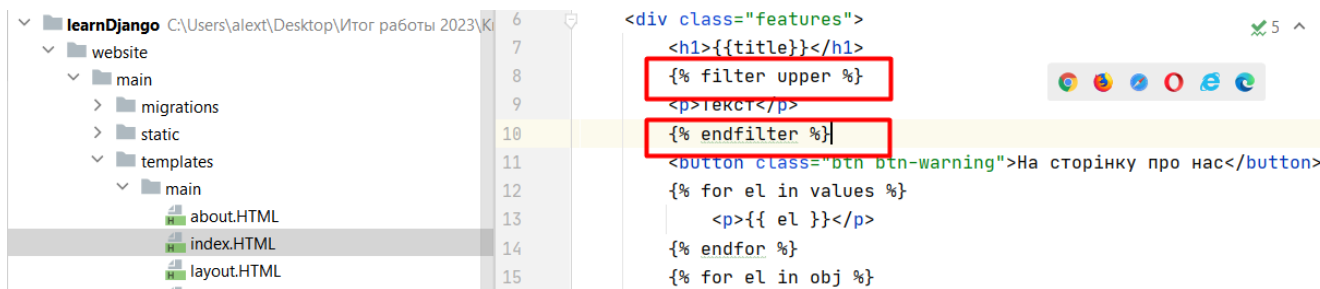 learnDjango C:\Users\alext\Desktop\Итог работы 2023\К
website
main
migrations
static
templates
main
about.HTML
index.HTML
layout.HTML
6 <div class="features">
7 <h1>{{title}}</h1>
8 {% filter upper %}
9 <p>Текст</p>
10 {% endfilter %}
11 <button class="btn btn-warning">На сторінку про нас</button>
12 {% for el in values %}
13 <p>{{ el }}</p>
14 {% endfor %}
15 {% for el in obj %}
5